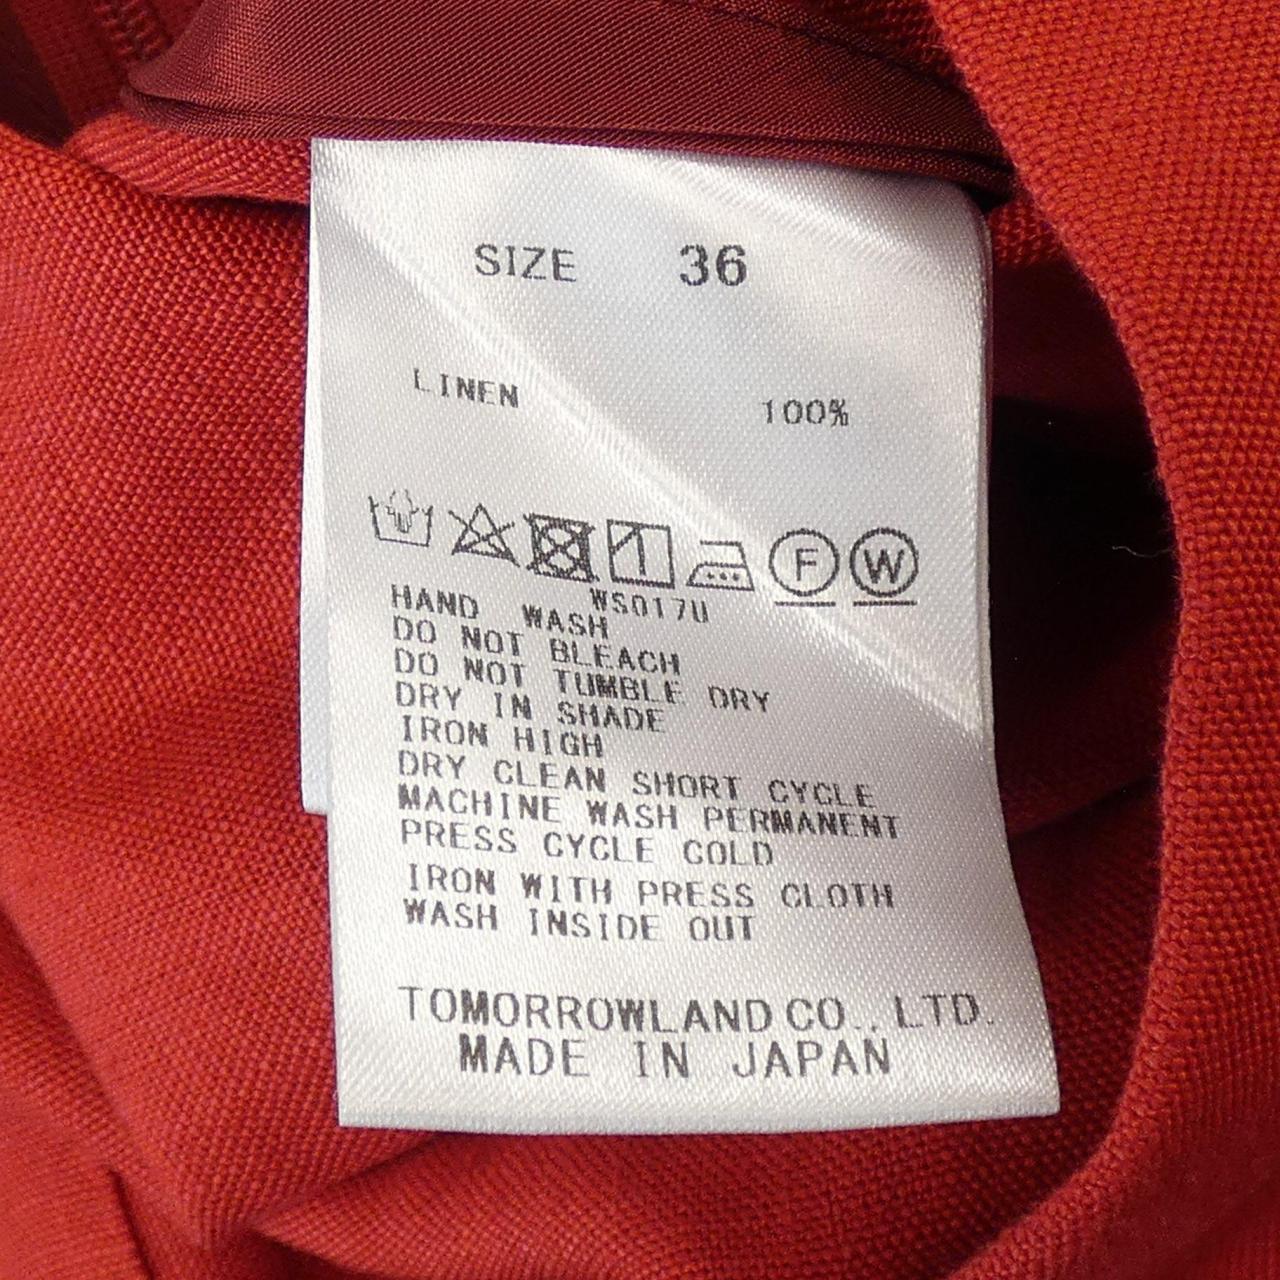 SIZE 36
LINEN 100%
F W
WS017U
HAND WASH
DO NOT BLEACH
DO NOT TUMBLE DRY
DRY IN SHADE
IRON HIGH
DRY CLEAN SHORT CYCLE
MACHINE WASH PERMANENT
PRESS CYCLE COLD
IRON WITH PRESS CLOTH
WASH INSIDE OUT
TOMORROWLAND CO., LTD.
MADE IN JAPAN